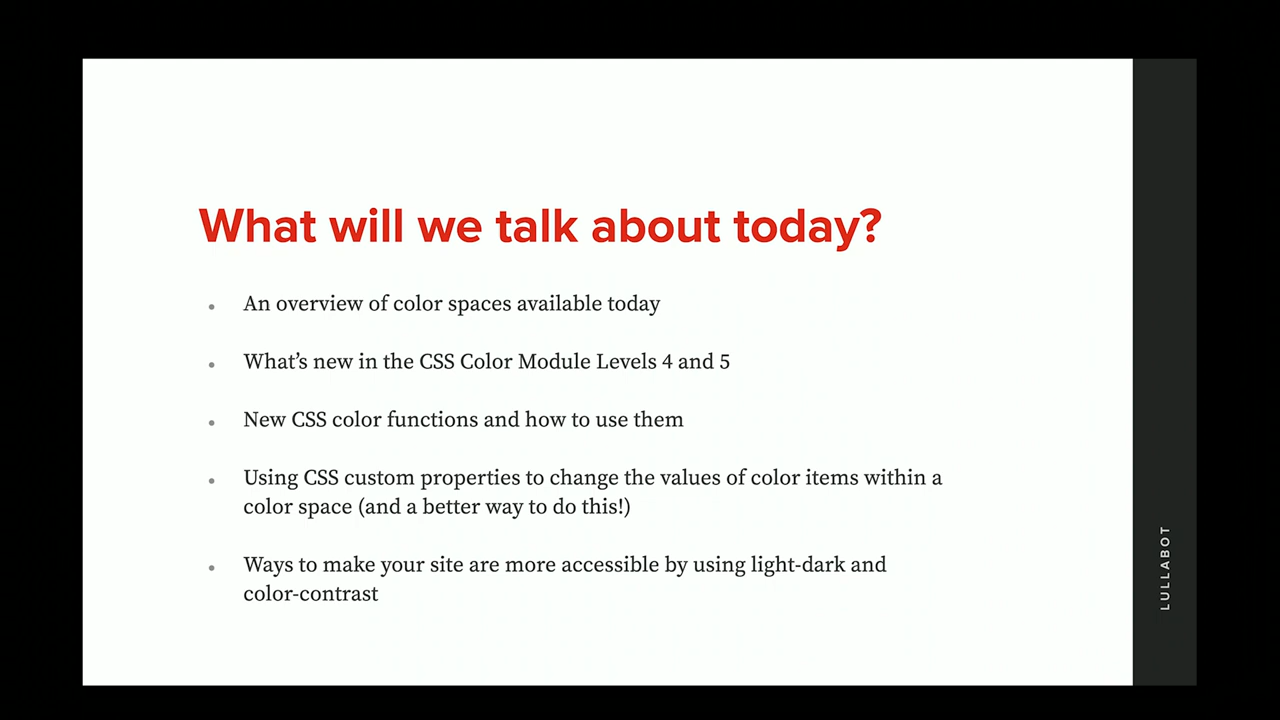 What will we talk about today?
• An overview of color spaces available today
• What’s new in the CSS Color Module Levels 4 and 5
• New CSS color functions and how to use them
• Using CSS custom properties to change the values of color items within a
color space (and a better way to do this!)
• Ways to make your site are more accessible by using light-dark and
color-contrast
LULLABOT